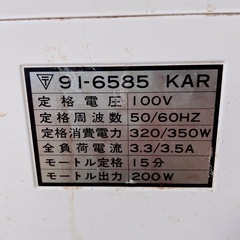 〒 91-6585 KAR
定格電圧 100V
定格周波数 50/60HZ
定格消費電力 320/350W
全負荷電流 3.3/3.5A
モートル定格 15分
モートル出力 200W